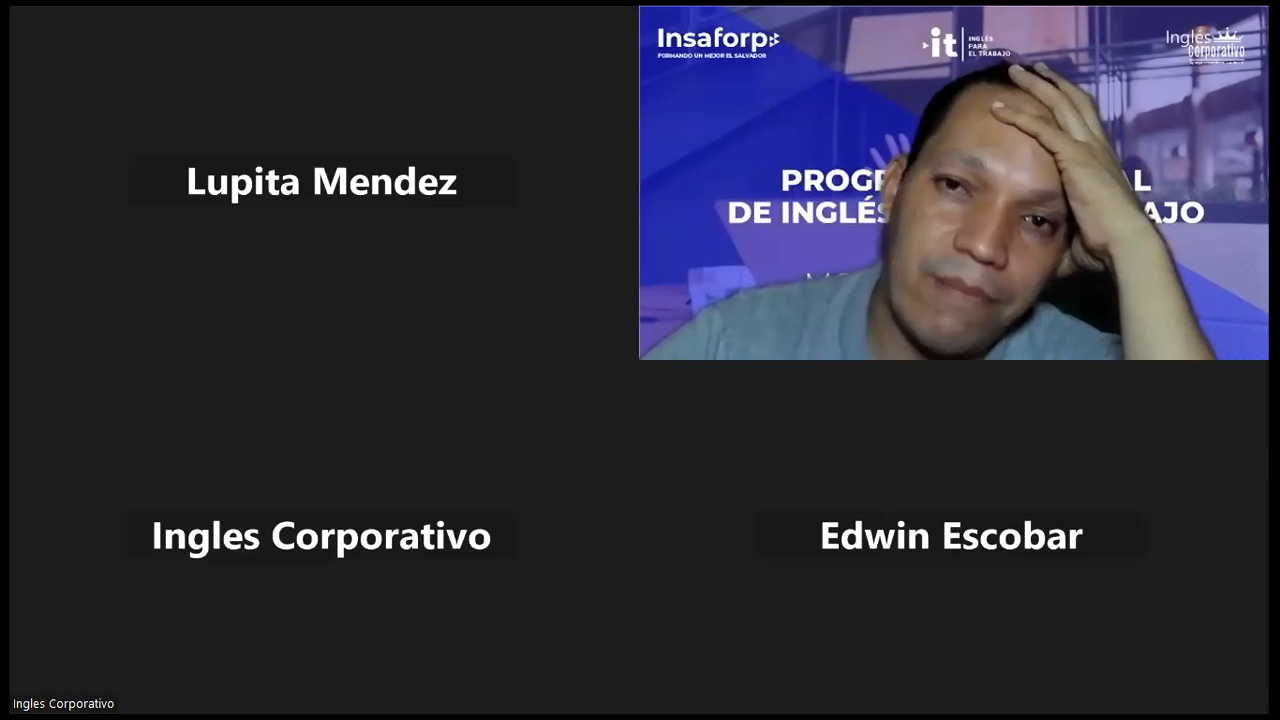 Lupita Mendez
Insaforp
FORMANDO UN MEJOR EL SALVADOR
it
INGLÉS
PARA
EL TRABAJO
Inglés
Corporativo
PROG AL
DE INGLÉS AJO
Ingles Corporativo
Edwin Escobar
Ingles Corporativo